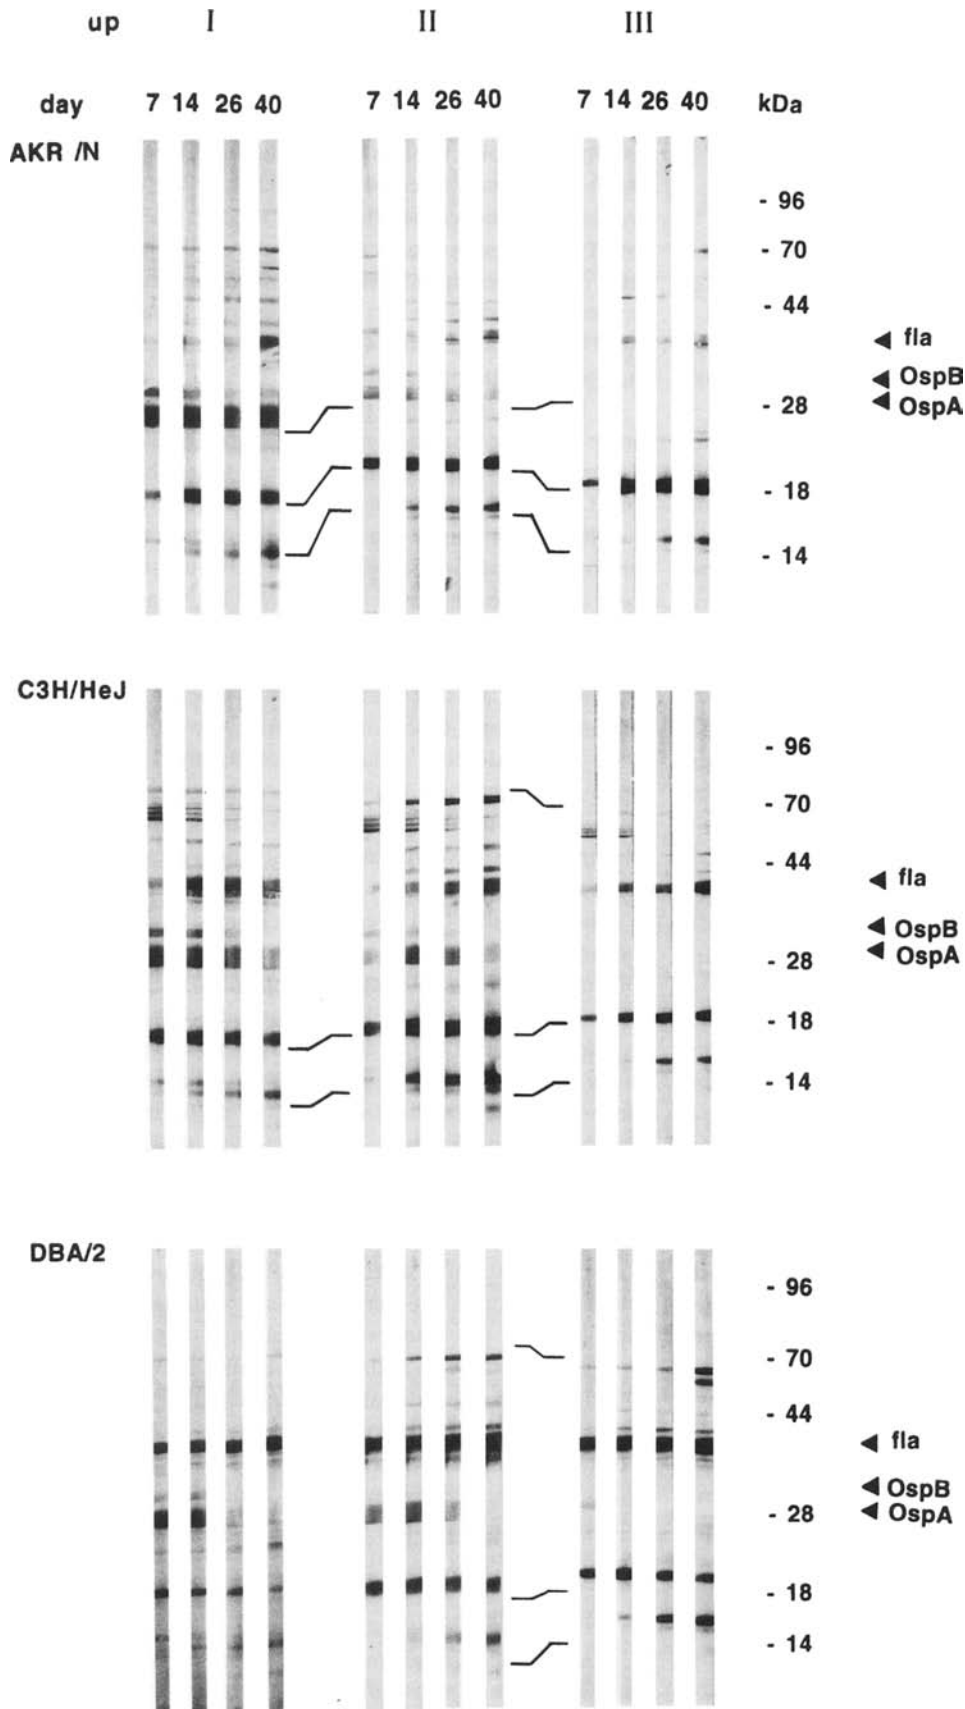 up I II III
day 7 14 26 40 7 14 26 40 7 14 26 40 kDa
AKR /N
- 96
- 70
- 44
fla
OspB
- 28
OspA
- 18
- 14
C3H/HeJ
- 96
- 70
- 44
fla
OspB
- 28
OspA
- 18
- 14
DBA/2
- 96
- 70
- 44
fla
OspB
- 28
OspA
- 18
- 14